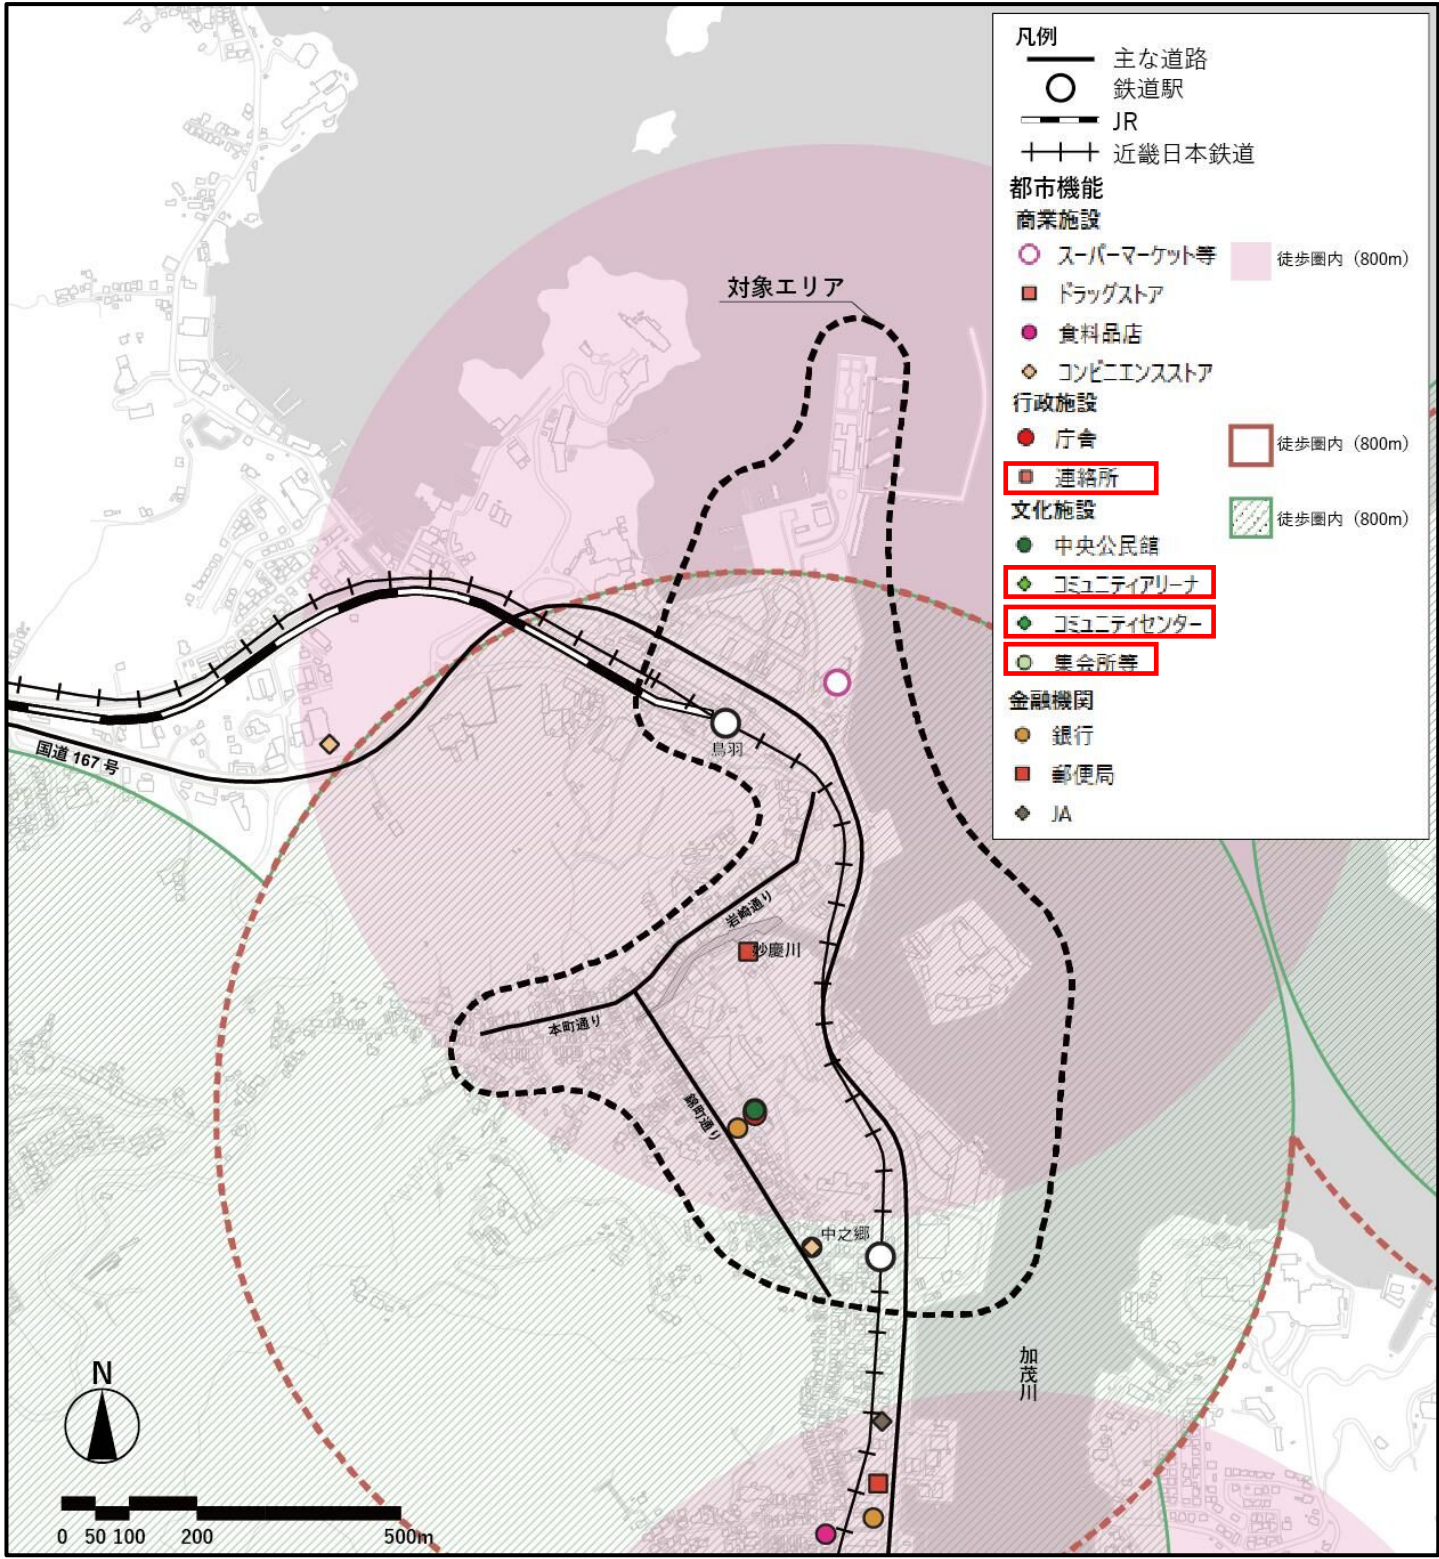 凡例
主な道路
鉄道駅
JR
近畿日本鉄道
都市機能
商業施設
スーパーマーケット等
徒歩圏内（800m）
ドラッグストア
食料品店
コンビニエンスストア
行政施設
庁舎
徒歩圏内（800m）
連絡所
文化施設
徒歩圏内（800m）
中央公民館
コミュニティアリーナ
コミュニティセンター
集会所等
金融機関
銀行
郵便局
JA
対象エリア
鳥羽
国道 167 号
岩崎通り
妙慶川
本町通り
錦町通り
中之郷
加茂川
N
0 50 100 200 500m